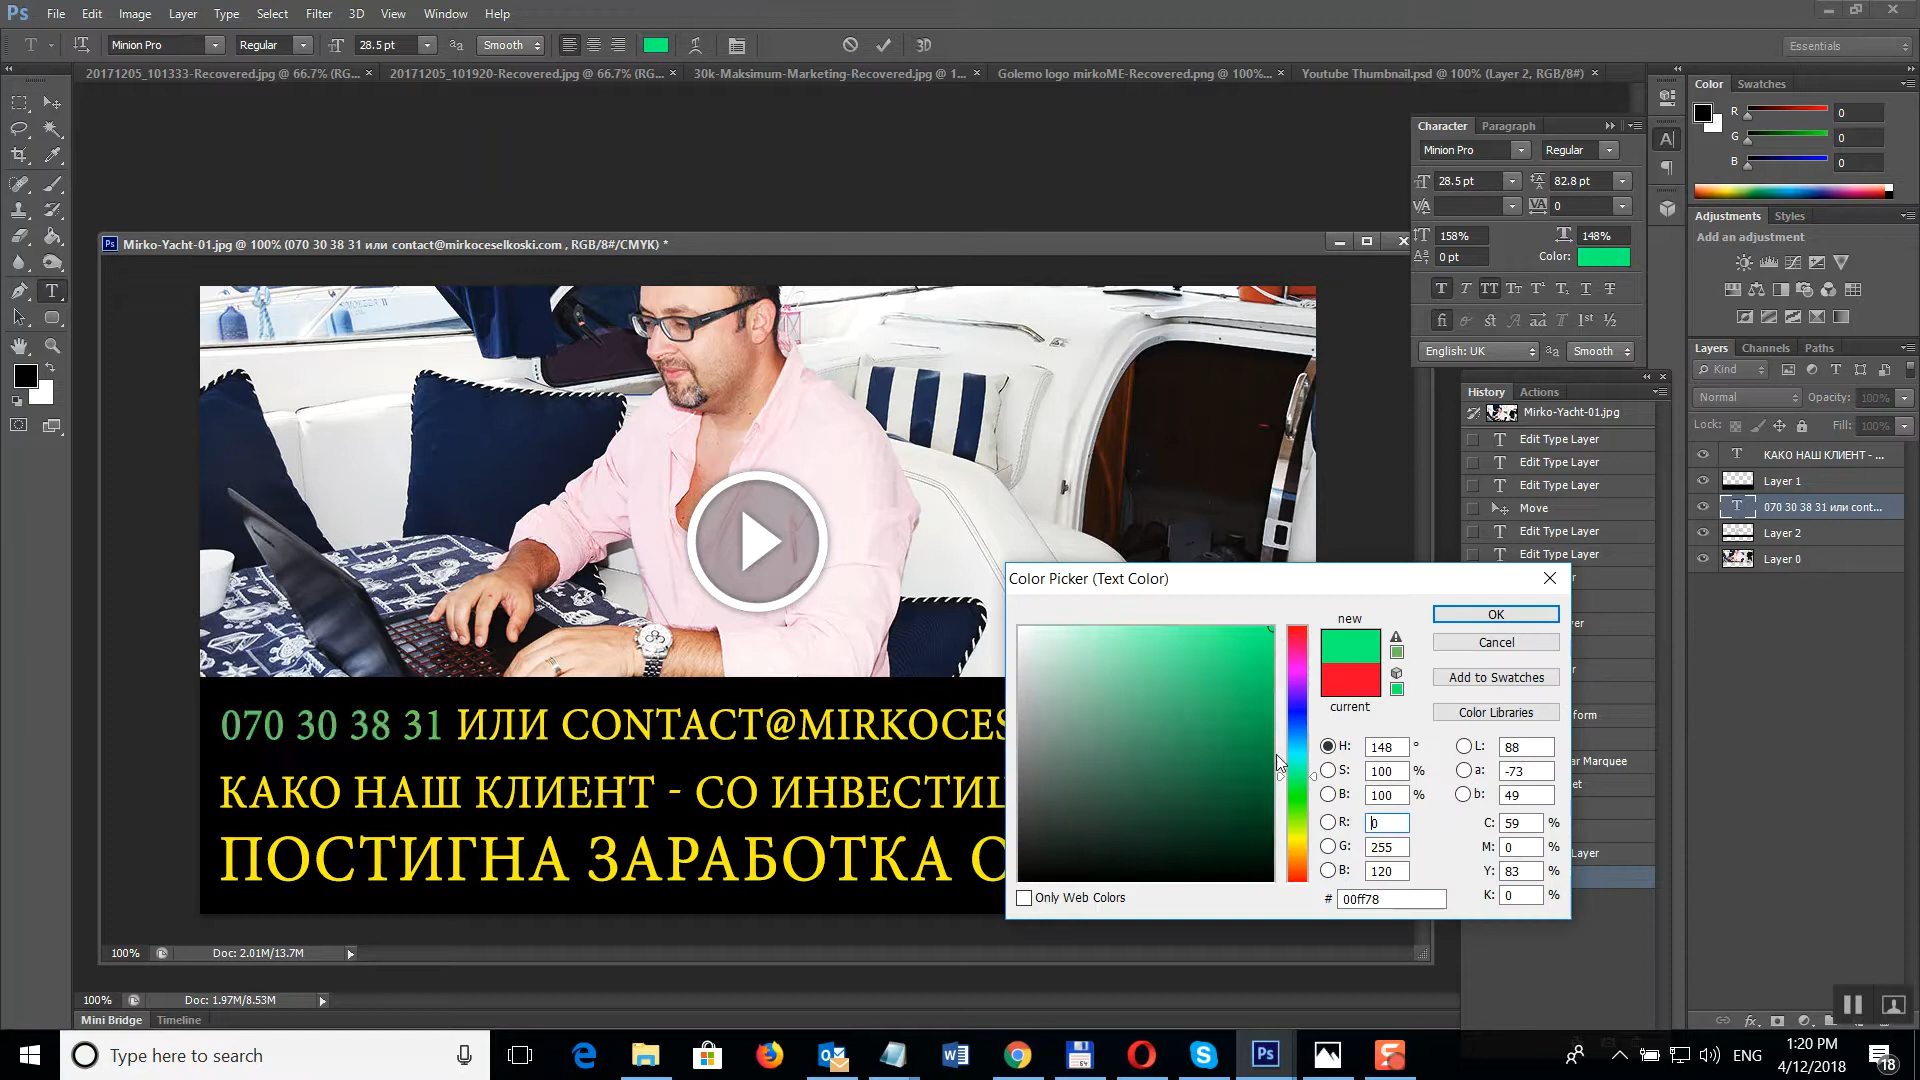 Ps File Edit Image Layer Type Select Filter 3D View Window Help
Minion Pro Regular 28.5 pt Smooth 3D Essentials
20171205_101333-Recovered.jpg @ 66.7% (RG... 20171205_101920-Recovered.jpg @ 66.7% (RG... 30k-Maksimum-Marketing-Recovered.jpg @ 1... Golemo logo mirkoME-Recovered.png @ 100%... Youtube Thumbnail.psd @ 100% (Layer 2, RGB/8#)
Mirko-Yacht-01.jpg @ 100% (070 30 38 31 или contact@mirkoceselkoski.com , RGB/8#/CMYK) *
070 30 38 31 ИЛИ CONTACT@MIRKOCES
КАКО НАШ КЛИЕНТ - СО ИНВЕСТИЦ
ПОСТИГНА ЗАРАБОТКА О
100% Doc: 2.01M/13.7M
100% Doc: 1.97M/8.53M
Mini Bridge Timeline
Character Paragraph
Minion Pro Regular
28.5 pt 82.8 pt
0
158% 148%
0 pt Color:
English: UK Smooth
History Actions
Mirko-Yacht-01.jpg
Edit Type Layer
Edit Type Layer
Edit Type Layer
Move
Edit Type Layer
Edit Type Layer
Color Picker (Text Color)
new
current
OK
Cancel
Add to Swatches
Color Libraries
H: 148 ° L: 88
S: 100 % a: -73
B: 100 % b: 49
R: 0 C: 59 %
G: 255 M: 0 %
B: 120 Y: 83 %
# 00ff78 K: 0 %
Only Web Colors
Color Swatches
R 0
G 0
B 0
Adjustments Styles
Add an adjustment
Layers Channels Paths
Kind
Normal Opacity: 100%
Lock: Fill: 100%
КАКО НАШ КЛИЕНТ - ...
Layer 1
070 30 38 31 или cont...
Layer 2
Layer 0
Type here to search
ENG
1:20 PM
4/12/2018
18